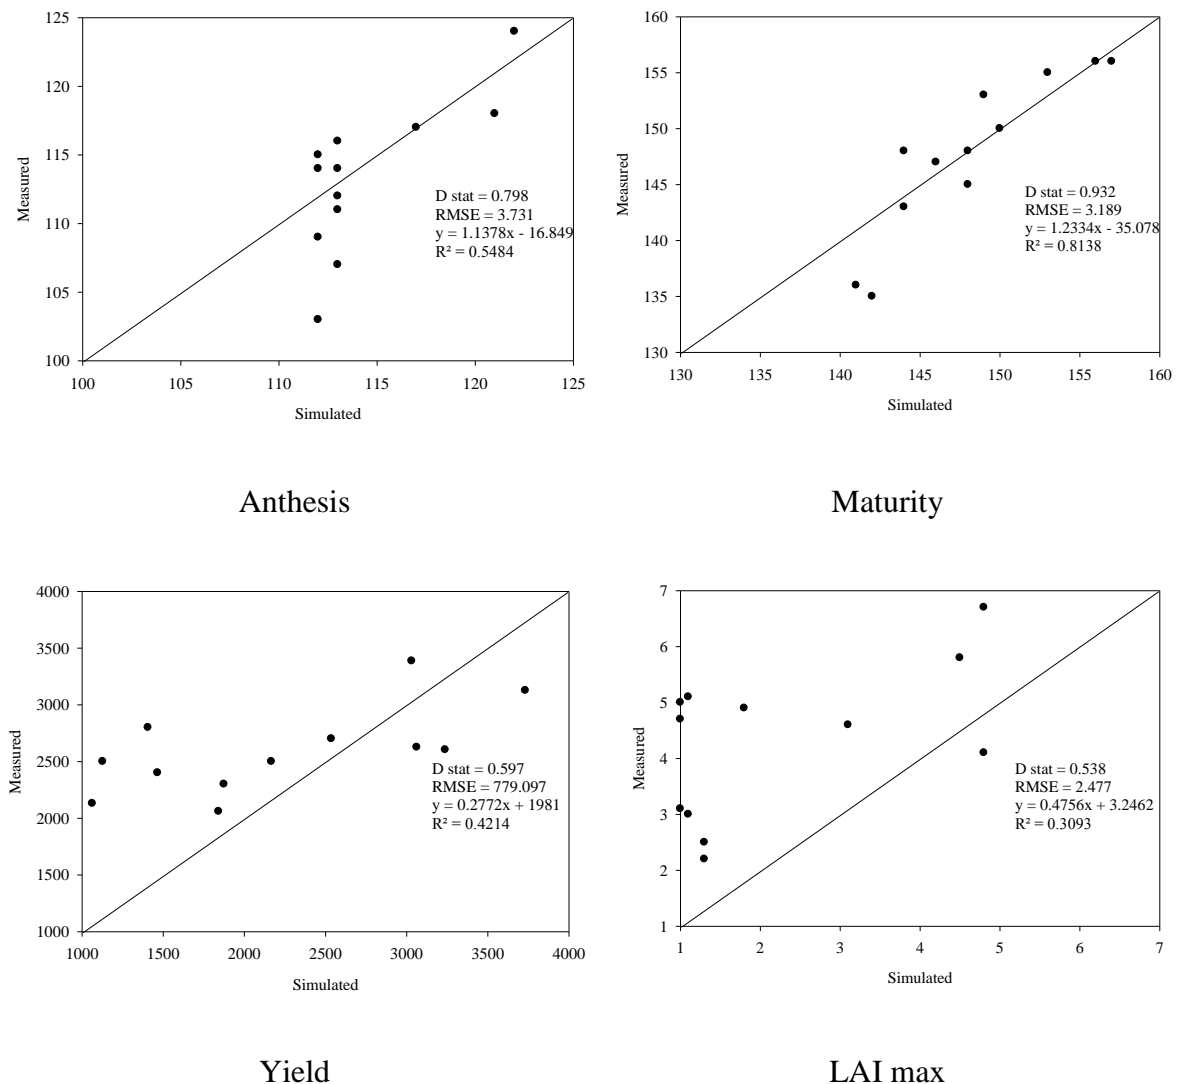 125
120
115
110
105
100
Measured
D stat = 0.798
RMSE = 3.731
y = 1.1378x - 16.849
R² = 0.5484
100 105 110 115 120 125
Simulated
Anthesis
160
155
150
145
140
135
130
Measured
D stat = 0.932
RMSE = 3.189
y = 1.2334x - 35.078
R² = 0.8138
130 135 140 145 150 155 160
Simulated
Maturity
4000
3500
3000
2500
2000
1500
1000
Measured
D stat = 0.597
RMSE = 779.097
y = 0.2772x + 1981
R² = 0.4214
1000 1500 2000 2500 3000 3500 4000
Simulated
Yield
7
6
5
4
3
2
1
Measured
D stat = 0.538
RMSE = 2.477
y = 0.4756x + 3.2462
R² = 0.3093
1 2 3 4 5 6 7
Simulated
LAI max